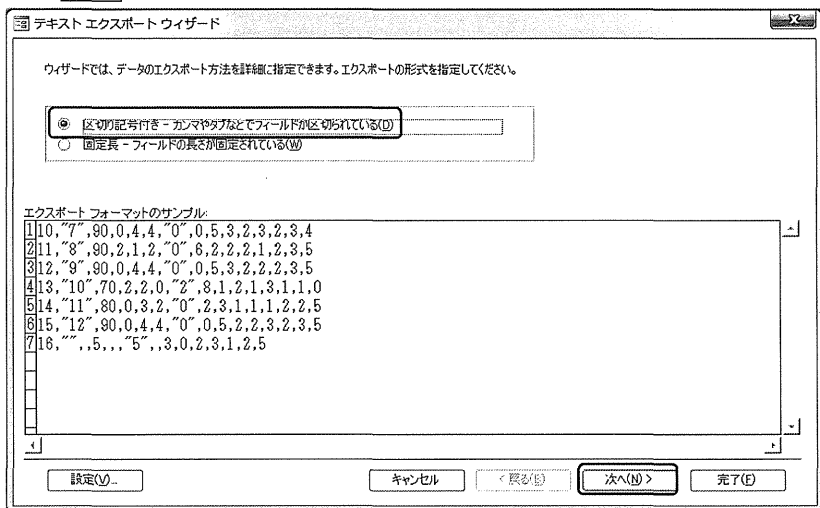 テキスト エクスポート ウィザード
ウィザードでは、データのエクスポート方法を詳細に指定できます。エクスポートの形式を指定してください。
区切り記号付き - カンマやタブなどでフィールドが区切られている(D)
固定長 - フィールドの長さが固定されている(W)
エクスポート フォーマットのサンプル:
1 10,"7",90,0,4,4,"0",0,5,3,2,3,2,3,4
2 11,"8",90,2,1,2,"0",6,2,2,2,1,2,3,5
3 12,"9",90,0,4,4,"0",0,5,3,2,2,2,3,5
4 13,"10",70,2,2,0,"2",8,1,2,1,3,1,1,0
5 14,"11",80,0,3,2,"0",2,3,1,1,1,2,2,5
6 15,"12",90,0,4,4,"0",0,5,2,2,3,2,3,5
7 16,"",,5,,,"5",,3,0,2,3,1,2,5
設定(V)... キャンセル < 戻る(B) 次へ(N) > 完了(F)